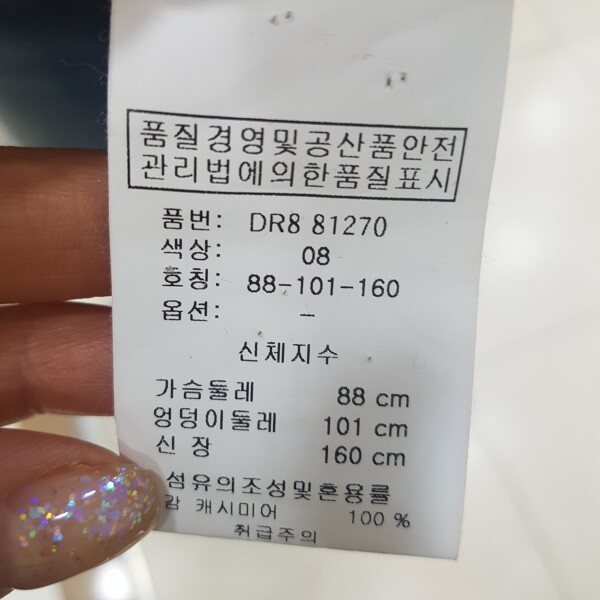 품질경영및공산품안전
관리법에의한품질표시
품번: DR8 81270
색상: 08
호칭: 88-101-160
옵션: -
신체지수
가슴둘레 88 cm
엉덩이둘레 101 cm
신 장 160 cm
섬유의조성및혼용률
감 캐시미어 100 %
취급주의